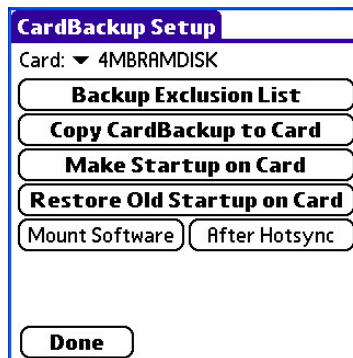 CardBackup Setup
Card: 4MBRAMDISK
Backup Exclusion List
Copy CardBackup to Card
Make Startup on Card
Restore Old Startup on Card
Mount Software After Hotsync
Done